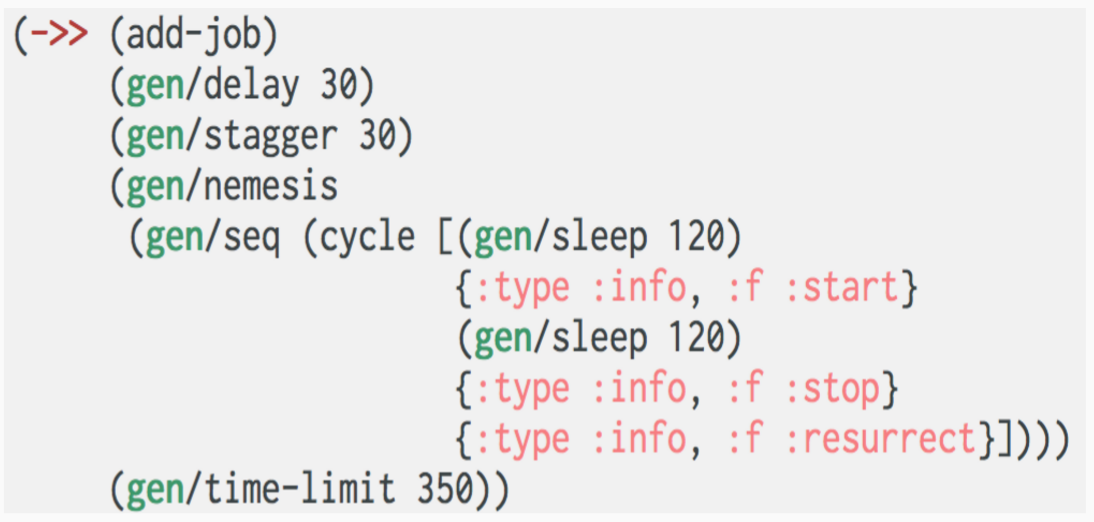 (->> (add-job)
(gen/delay 30)
(gen/stagger 30)
(gen/nemesis
(gen/seq (cycle [(gen/sleep 120)
{:type :info, :f :start}
(gen/sleep 120)
{:type :info, :f :stop}
{:type :info, :f :resurrect}])))
(gen/time-limit 350))